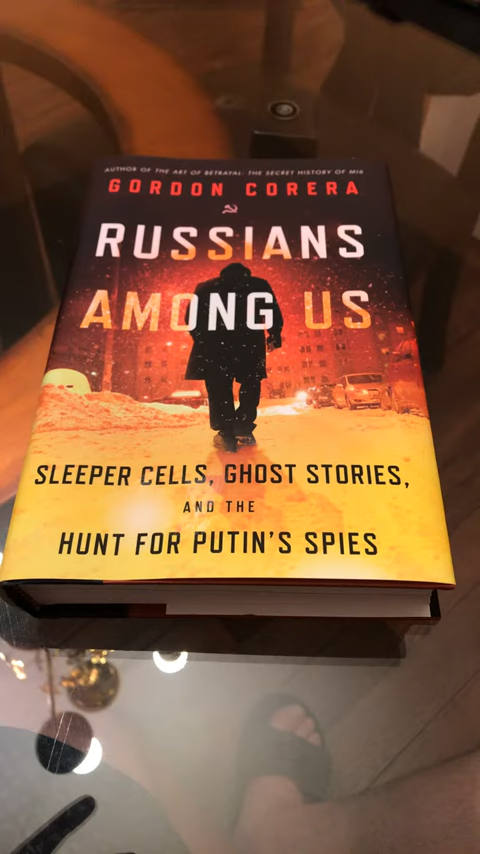 AUTHOR OF THE ART OF BETRAYAL: THE SECRET HISTORY OF MI6
GORDON CORERA
RUSSIANS
AMONG US
SLEEPER CELLS, GHOST STORIES,
AND THE
HUNT FOR PUTIN'S SPIES